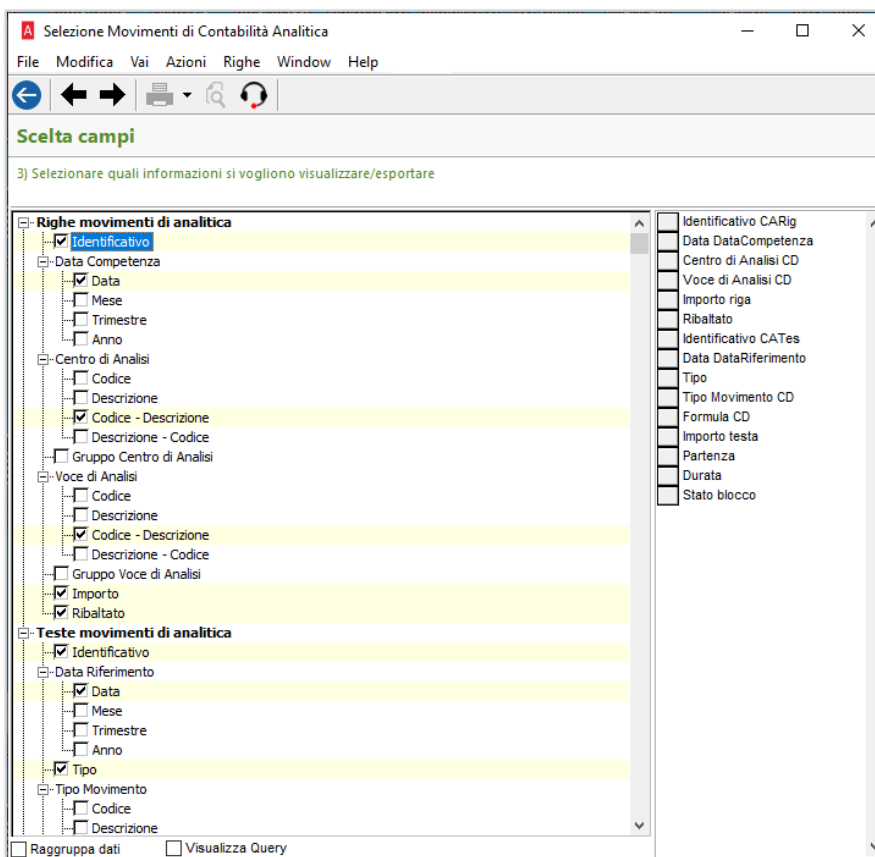 A Selezione Movimenti di Contabilità Analitica
File Modifica Vai Azioni Righe Window Help
Scelta campi
3) Selezionare quali informazioni si vogliono visualizzare/esportare
Righe movimenti di analitica
Identificativo
Data Competenza
Data
Mese
Trimestre
Anno
Centro di Analisi
Codice
Descrizione
Codice - Descrizione
Descrizione - Codice
Gruppo Centro di Analisi
Voce di Analisi
Codice
Descrizione
Codice - Descrizione
Descrizione - Codice
Gruppo Voce di Analisi
Importo
Ribaltato
Teste movimenti di analitica
Identificativo
Data Riferimento
Data
Mese
Trimestre
Anno
Tipo
Tipo Movimento
Codice
Descrizione
Identificativo CARig
Data DataCompetenza
Centro di Analisi CD
Voce di Analisi CD
Importo riga
Ribaltato
Identificativo CATes
Data DataRiferimento
Tipo
Tipo Movimento CD
Formula CD
Importo testa
Partenza
Durata
Stato blocco
Raggruppa dati Visualizza Query